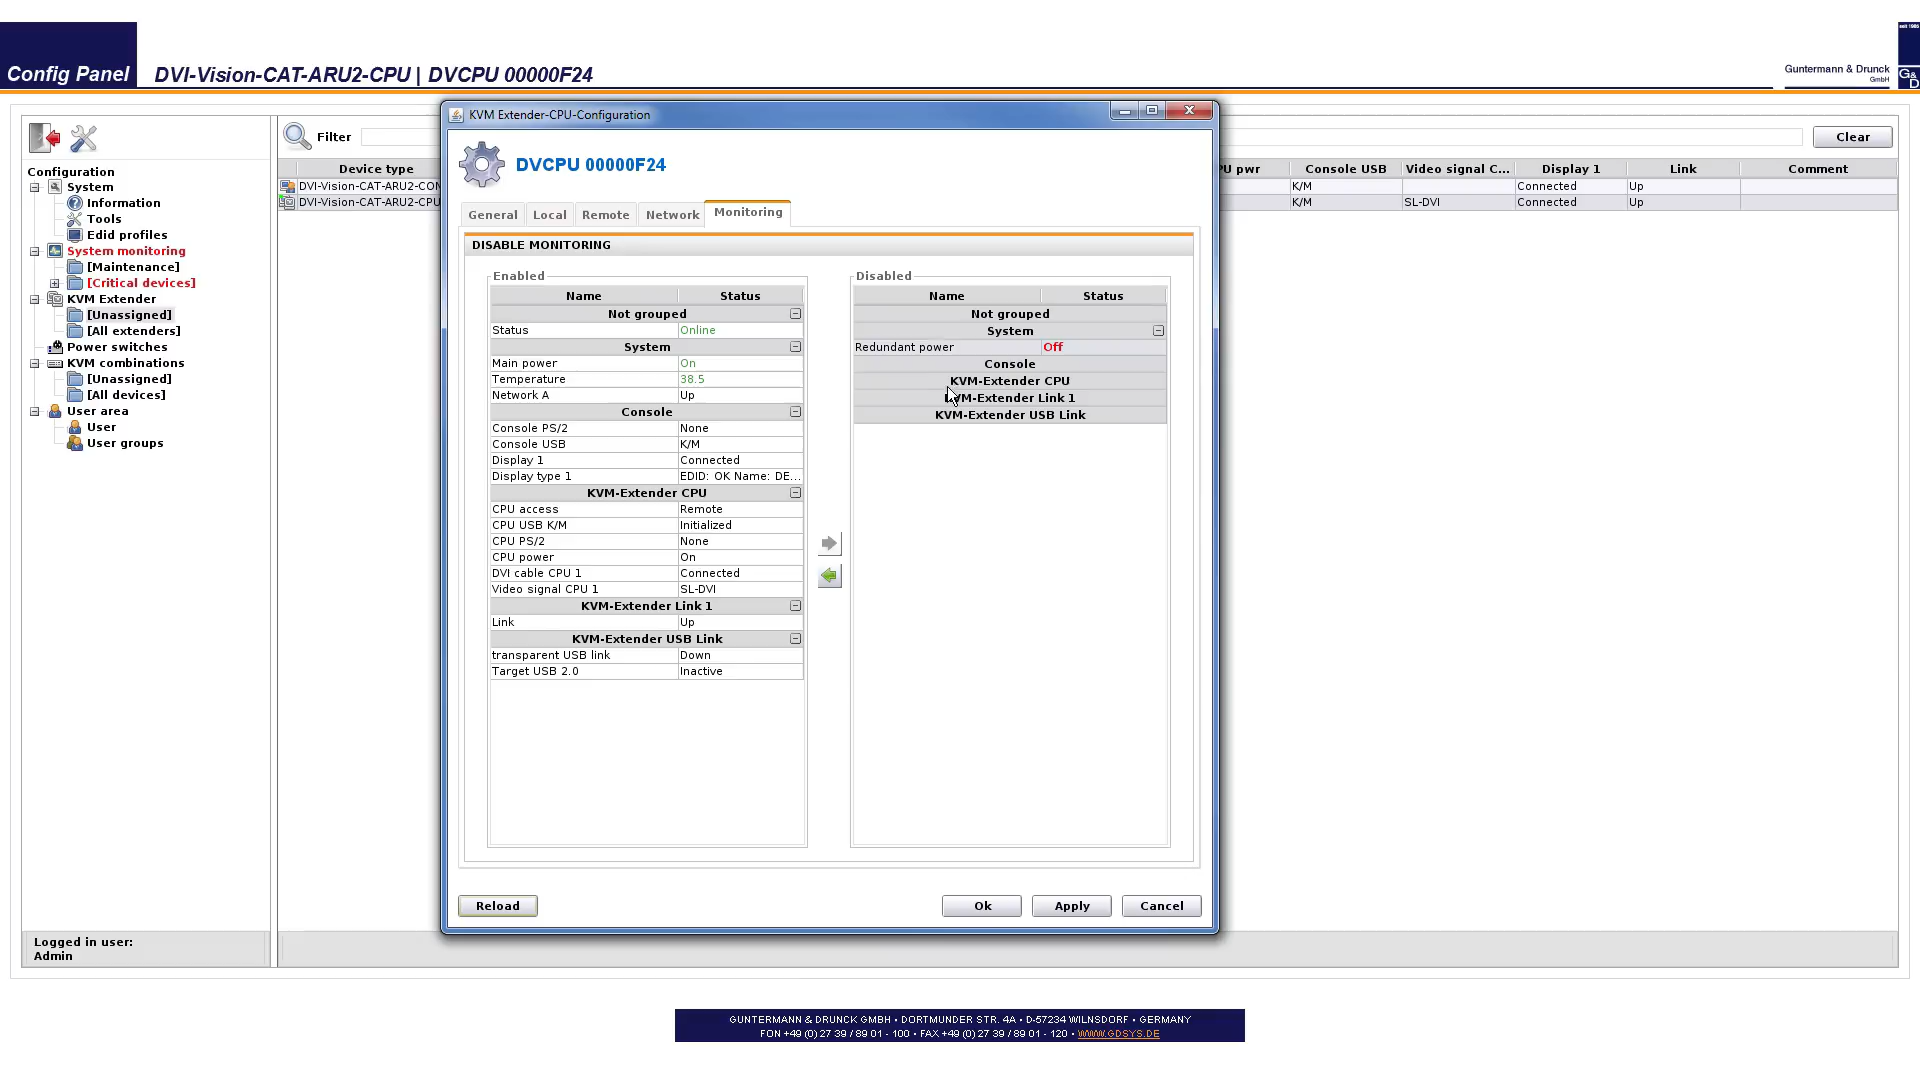 Config Panel
DVI-Vision-CAT-ARU2-CPU | DVCPU 00000F24
seit 1985
Guntermann & Drunck
GmbH
G&D
KVM Extender-CPU-Configuration
DVCPU 00000F24
General
Local
Remote
Network
Monitoring
DISABLE MONITORING
Enabled
Name Status
Not grouped
Status Online
System
Main power On
Temperature 38.5
Network A Up
Console
Console PS/2 None
Console USB K/M
Display 1 Connected
Display type 1 EDID: OK Name: DE...
KVM-Extender CPU
CPU access Remote
CPU USB K/M Initialized
CPU PS/2 None
CPU power On
DVI cable CPU 1 Connected
Video signal CPU 1 SL-DVI
KVM-Extender Link 1
Link Up
KVM-Extender USB Link
transparent USB link Down
Target USB 2.0 Inactive
Disabled
Name Status
Not grouped
System
Redundant power Off
Console
KVM-Extender CPU
KVM-Extender Link 1
KVM-Extender USB Link
Reload
Ok
Apply
Cancel
Configuration
System
Information
Tools
Edid profiles
System monitoring
[Maintenance]
[Critical devices]
KVM Extender
[Unassigned]
[All extenders]
Power switches
KVM combinations
[Unassigned]
[All devices]
User area
User
User groups
Logged in user:
Admin
Filter
Clear
Device type
U pwr Console USB Video signal C... Display 1 Link Comment
DVI-Vision-CAT-ARU2-CON
K/M Connected Up
DVI-Vision-CAT-ARU2-CPU
K/M SL-DVI Connected Up
GUNTERMANN & DRUNCK GMBH • DORTMUNDER STR. 4A • D-57234 WILNSDORF • GERMANY
FON +49 (0) 27 39 / 89 01 - 100 • FAX +49 (0) 27 39 / 89 01 - 120 • WWW.GDSYS.DE